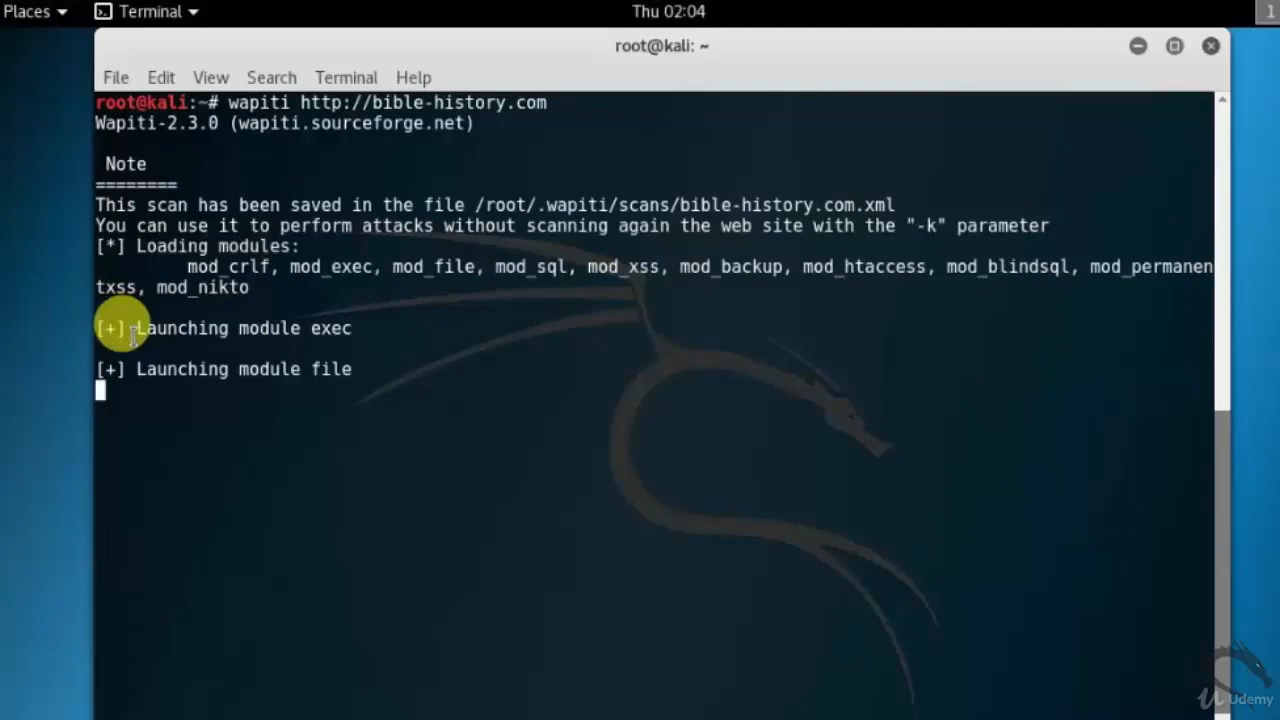 Places Terminal Thu 02:04 1
root@kali: ~
File Edit View Search Terminal Help
root@kali:~# wapiti http://bible-history.com
Wapiti-2.3.0 (wapiti.sourceforge.net)
Note
========
This scan has been saved in the file /root/.wapiti/scans/bible-history.com.xml
You can use it to perform attacks without scanning again the web site with the "-k" parameter
[*] Loading modules:
mod_crlf, mod_exec, mod_file, mod_sql, mod_xss, mod_backup, mod_htaccess, mod_blindsql, mod_permanen
txss, mod_nikto
[+] Launching module exec
[+] Launching module file
Udemy